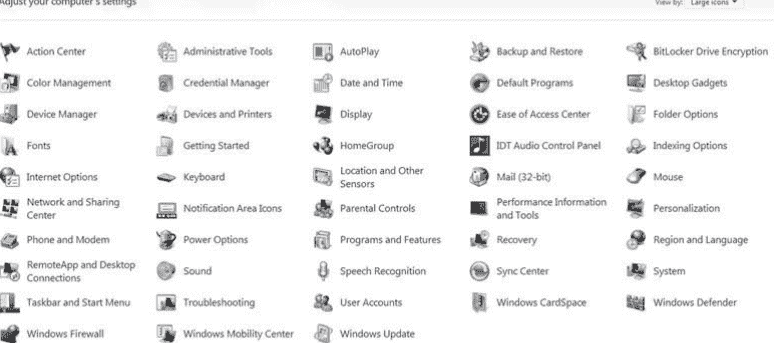 Adjust your computer's settings
View by: Large icons
Action Center
Administrative Tools
AutoPlay
Backup and Restore
BitLocker Drive Encryption
Color Management
Credential Manager
Date and Time
Default Programs
Desktop Gadgets
Device Manager
Devices and Printers
Display
Ease of Access Center
Folder Options
Fonts
Getting Started
HomeGroup
IDT Audio Control Panel
Indexing Options
Internet Options
Keyboard
Location and Other
Sensors
Mail (32-bit)
Mouse
Network and Sharing
Center
Notification Area Icons
Parental Controls
Performance Information
and Tools
Personalization
Phone and Modem
Power Options
Programs and Features
Recovery
Region and Language
RemoteApp and Desktop
Connections
Sound
Speech Recognition
Sync Center
System
Taskbar and Start Menu
Troubleshooting
User Accounts
Windows CardSpace
Windows Defender
Windows Firewall
Windows Mobility Center
Windows Update